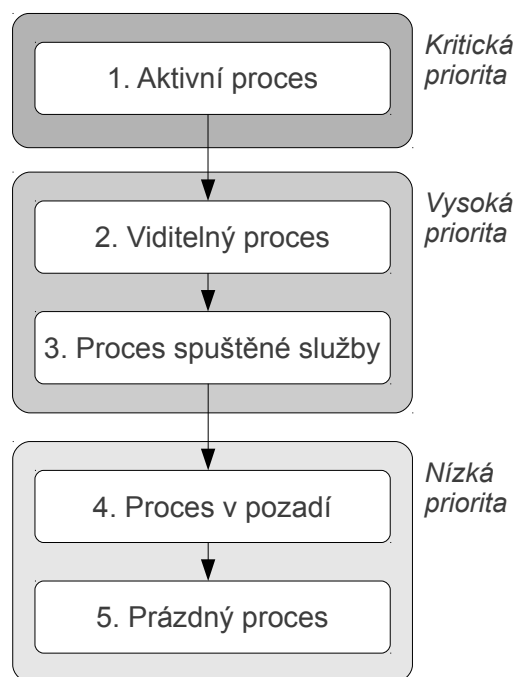 Kritická
priorita
1. Aktivní proces
Vysoká
priorita
2. Viditelný proces
3. Proces spuštěné služby
Nízká
priorita
4. Proces v pozadí
5. Prázdný proces